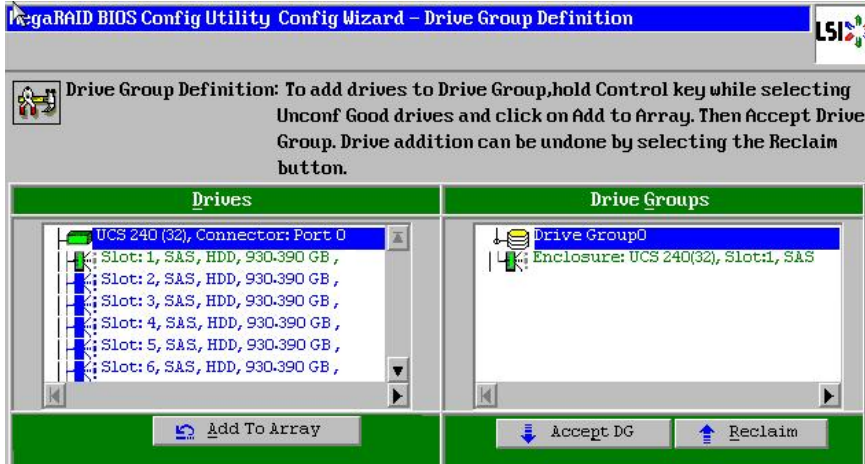 MegaRAID BIOS Config Utility Config Wizard – Drive Group Definition
LSI
Drive Group Definition: To add drives to Drive Group,hold Control key while selecting
Unconf Good drives and click on Add to Array. Then Accept Drive
Group. Drive addition can be undone by selecting the Reclaim
button.
Drives
UCS 240 (32), Connector: Port 0
Slot: 1, SAS, HDD, 930.390 GB,
Slot: 2, SAS, HDD, 930.390 GB,
Slot: 3, SAS, HDD, 930.390 GB,
Slot: 4, SAS, HDD, 930.390 GB,
Slot: 5, SAS, HDD, 930.390 GB,
Slot: 6, SAS, HDD, 930.390 GB,
Add To Array
Drive Groups
Drive Group0
Enclosure: UCS 240(32), Slot:1, SAS
Accept DG
Reclaim